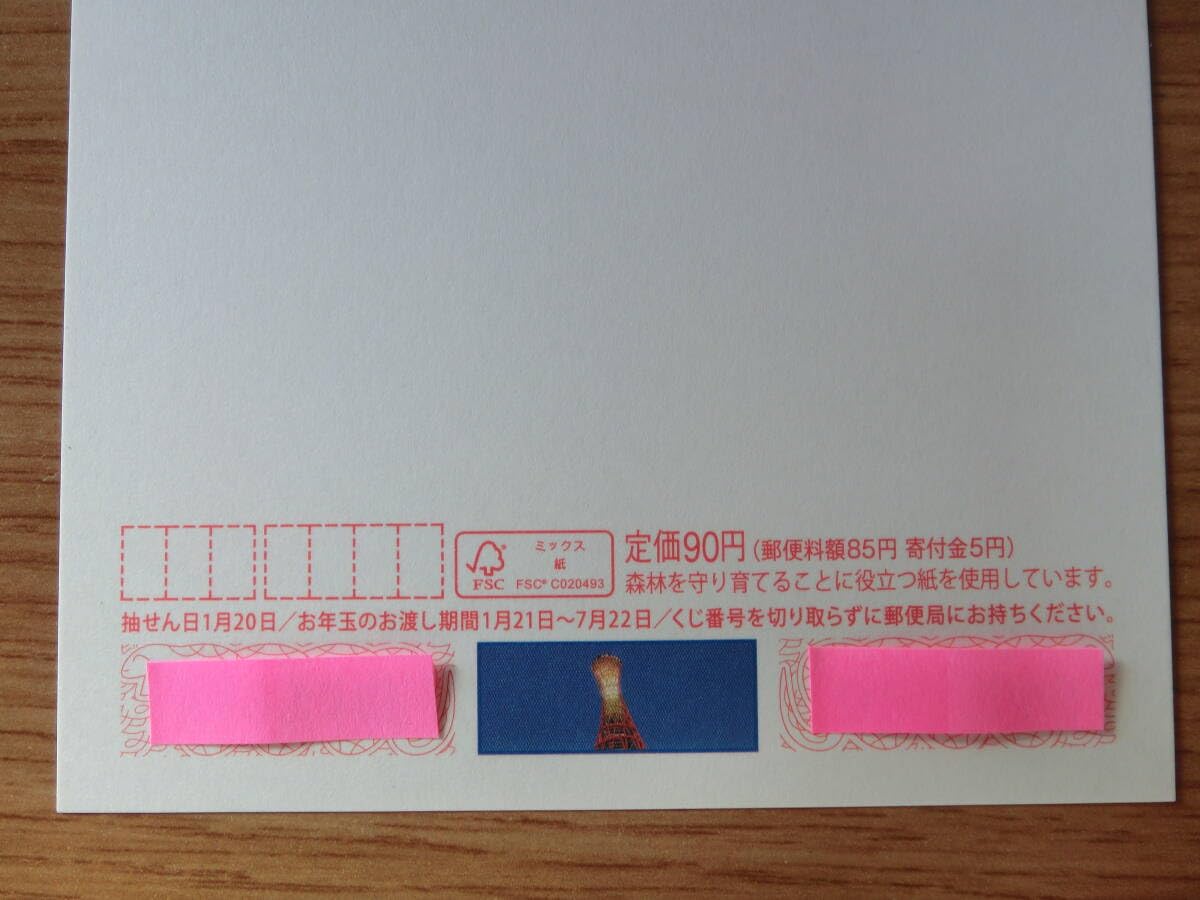 ミックス
紙
FSC
FSC® C020493
定価90円(郵便料額85円 寄付金5円)
森林を守り育てることに役立つ紙を使用しています。
抽せん日1月20日/お年玉のお渡し期間1月21日〜7月22日/くじ番号を切り取らずに郵便局にお持ちください。